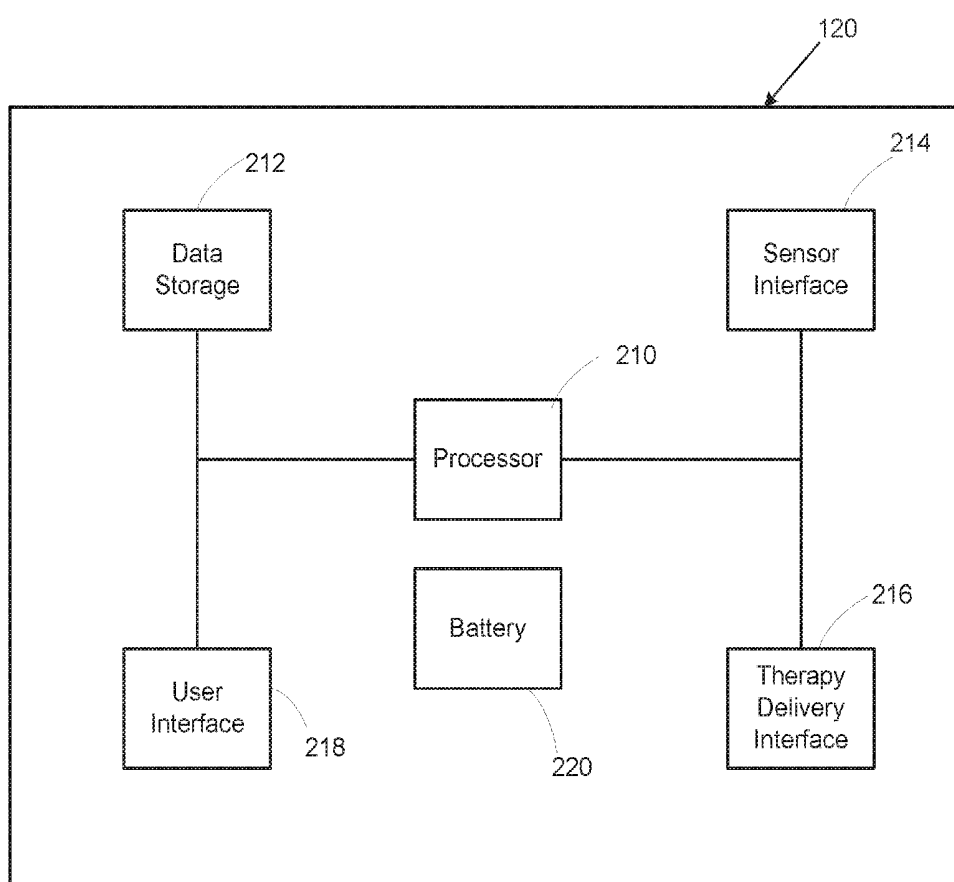 120
212
214
Data
Storage
Sensor
Interface
210
Processor
216
Battery
User
Interface
Therapy
Delivery
Interface
218
220